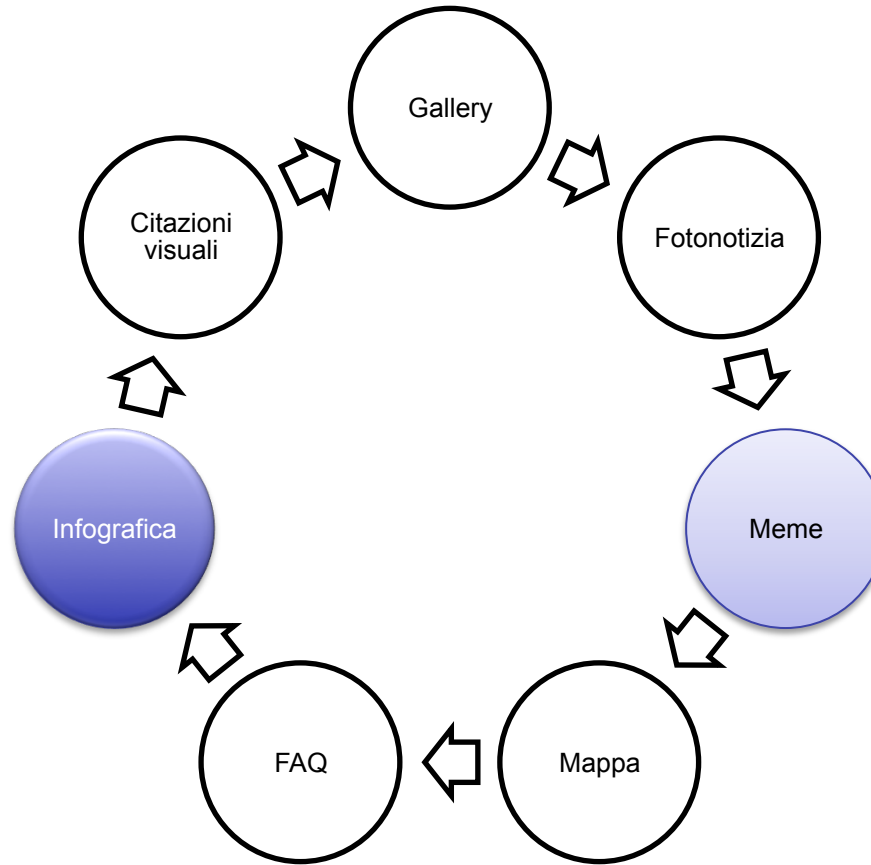 Gallery
Fotonotizia
Meme
Mappa
FAQ
Infografica
Citazioni
visuali